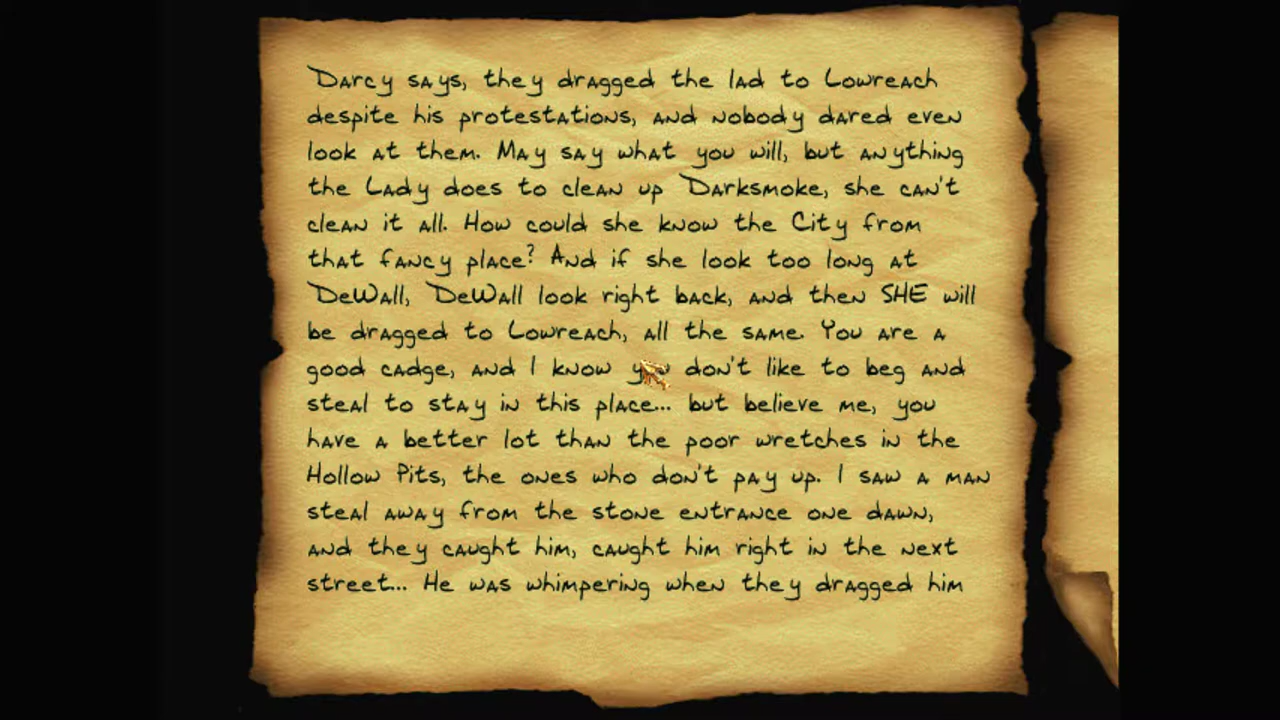 Darcy says, they dragged the lad to Lowreach
despite his protestations, and nobody dared even
look at them. May say what you will, but anything
the Lady does to clean up Darksmoke, she can't
clean it all. How could she know the City from
that fancy place? And if she look too long at
DeWall, DeWall look right back, and then SHE will
be dragged to Lowreach, all the same. You are a
good cadge, and I know you don't like to beg and
steal to stay in this place... but believe me, you
have a better lot than the poor wretches in the
Hollow Pits, the ones who don't pay up. I saw a man
steal away from the stone entrance one dawn,
and they caught him, caught him right in the next
street... He was whimpering when they dragged him